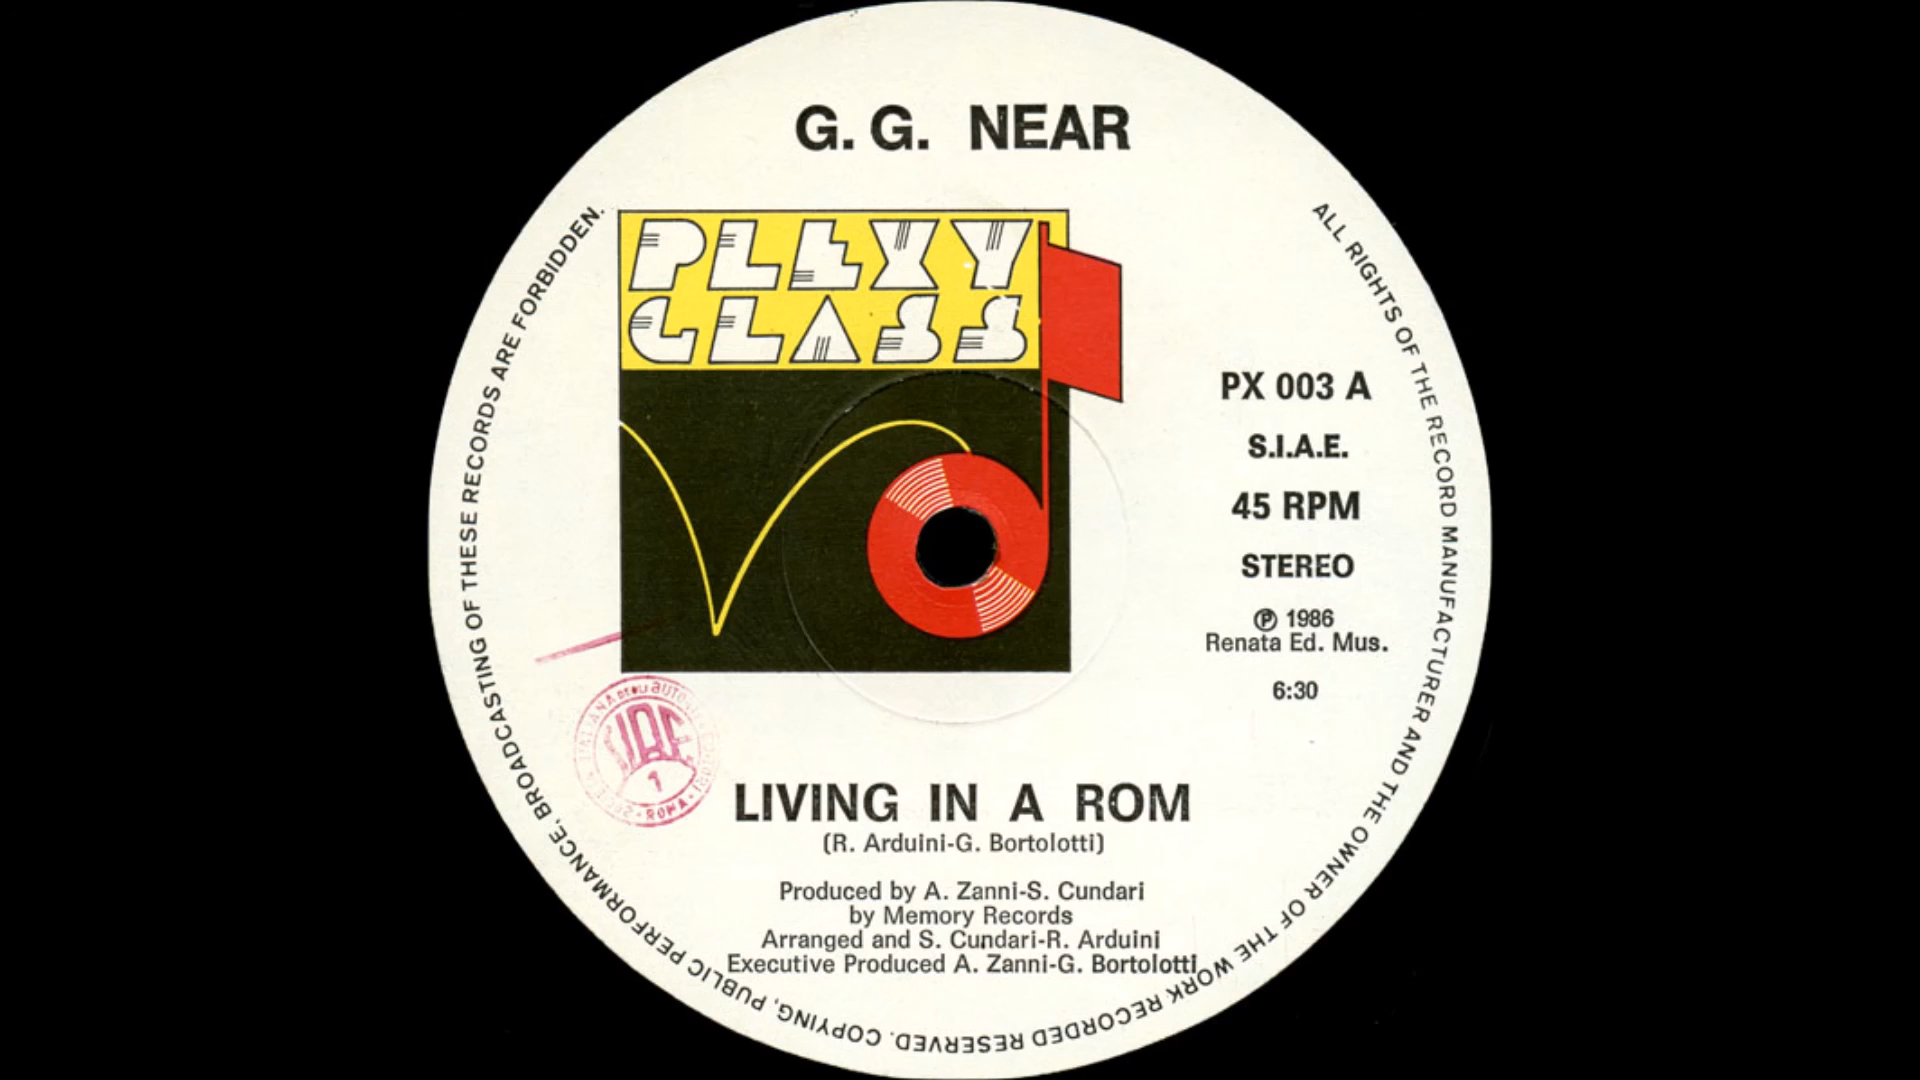 G. G. NEAR
PLEXY
GLASS
PX 003 A
S.I.A.E.
45 RPM
STEREO
Ⓟ 1986
Renata Ed. Mus.
6:30
LIVING IN A ROM
(R. Arduini-G. Bortolotti)
Produced by A. Zanni-S. Cundari
by Memory Records
Arranged and S. Cundari-R. Arduini
Executive Produced A. Zanni-G. Bortolotti
ALL RIGHTS OF THE RECORD MANUFACTURER AND THE OWNER OF THE WORK RECORDED RESERVED. COPYING, PUBLIC PERFORMANCE, BROADCASTING OF THESE RECORDS ARE FORBIDDEN.
SIAE
1
ROMA